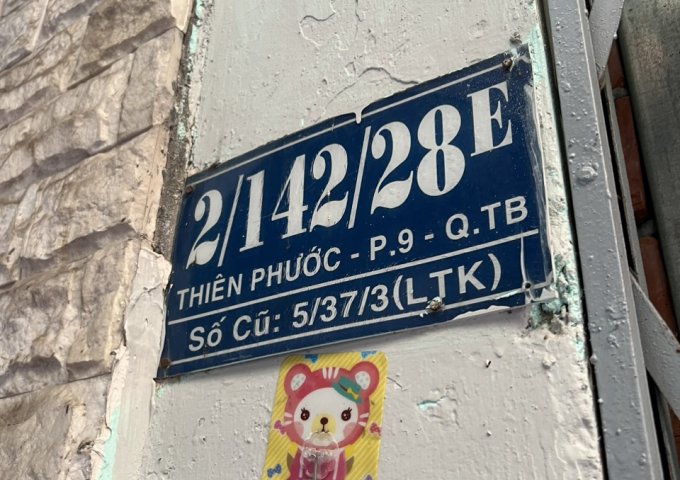 2/142/28E
THIÊN PHƯỚC - P.9 - Q.TB
Số Cũ: 5/37/3(LTK)